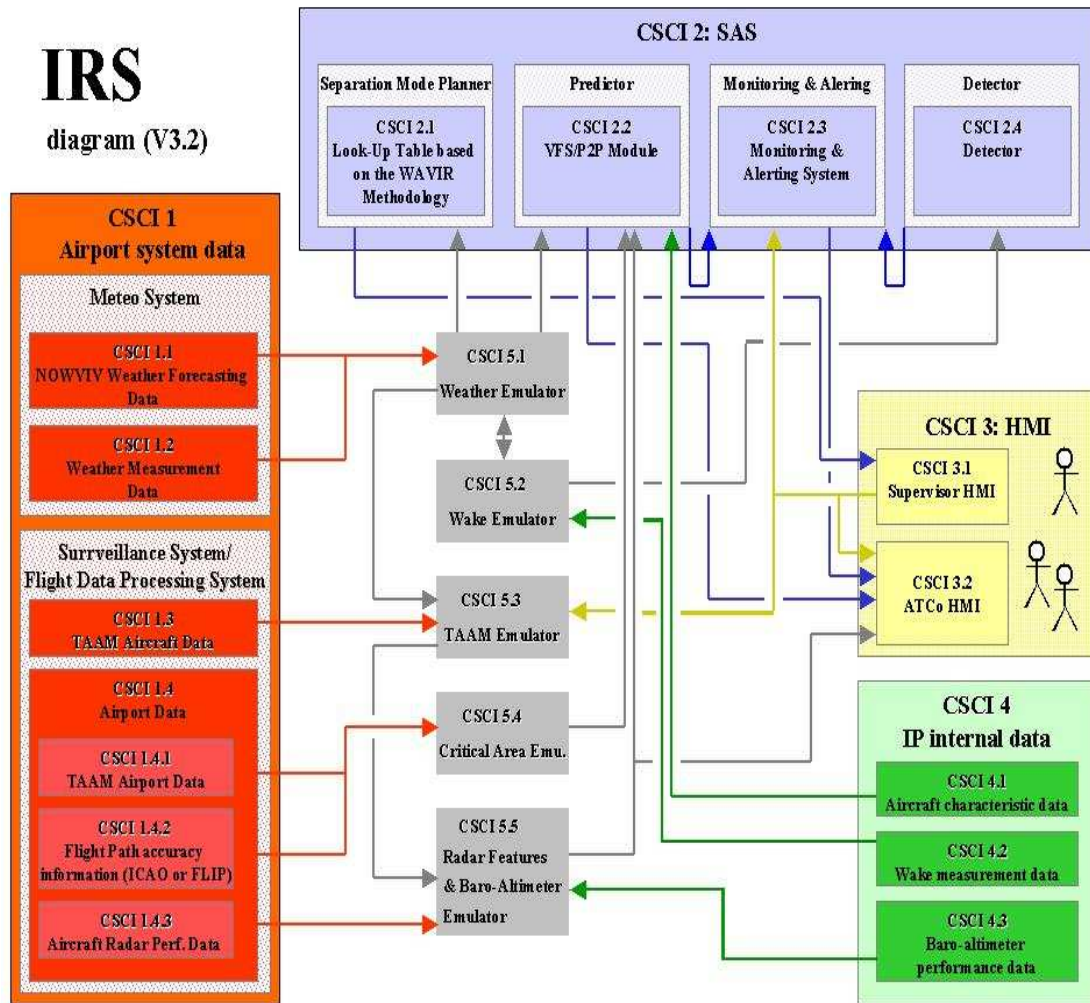 IRS
diagram (V3.2)
CSCI 2: SAS
Separation Mode Planner
CSCI 2.1
Look-Up Table based
on the WAVIR
Methodology
Predictor
CSCI 2.2
VFS/P2P Module
Monitoring & Alering
CSCI 2.3
Monitoring &
Alerting System
Detector
CSCI 2.4
Detector
CSCI 1
Airport system data
Meteo System
CSCI 1.1
NOWVIV Weather Forecasting
Data
CSCI 1.2
Weather Measurement
Data
Surrveillance System/
Flight Data Processing System
CSCI 1.3
TAAM Aircraft Data
CSCI 1.4
Airport Data
CSCI 1.4.1
TAAM Airport Data
CSCI 1.4.2
Flight Path accuracy
information (ICAO or FLIP)
CSCI 1.4.3
Aircraft Radar Perf. Data
CSCI 5.1
Weather Emulator
CSCI 5.2
Wake Emulator
CSCI 5.3
TAAM Emulator
CSCI 5.4
Critical Area Emu.
CSCI 5.5
Radar Features
& Baro-Altimeter
Emulator
CSCI 3: HMI
CSCI 3.1
Supervisor HMI
CSCI 3.2
ATCo HMI
CSCI 4
IP internal data
CSCI 4.1
Aircraft characteristic data
CSCI 4.2
Wake measurement data
CSCI 4.3
Baro-altimeter
performance data